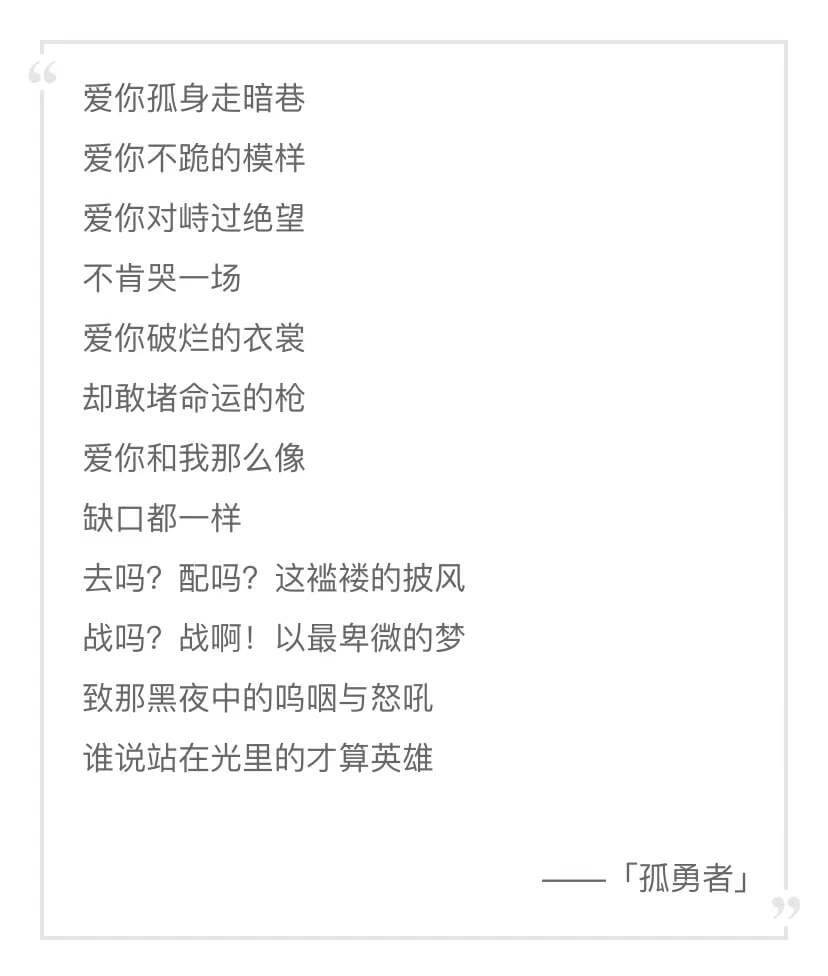 爱你孤身走暗巷
爱你不跪的模样
爱你对峙过绝望
不肯哭一场
爱你破烂的衣裳
却敢堵命运的枪
爱你和我那么像
缺口都一样
去吗？配吗？这褴褛的披风
战吗？战啊！以最卑微的梦
致那黑夜中的呜咽与怒吼
谁说站在光里的才算英雄
——「孤勇者」